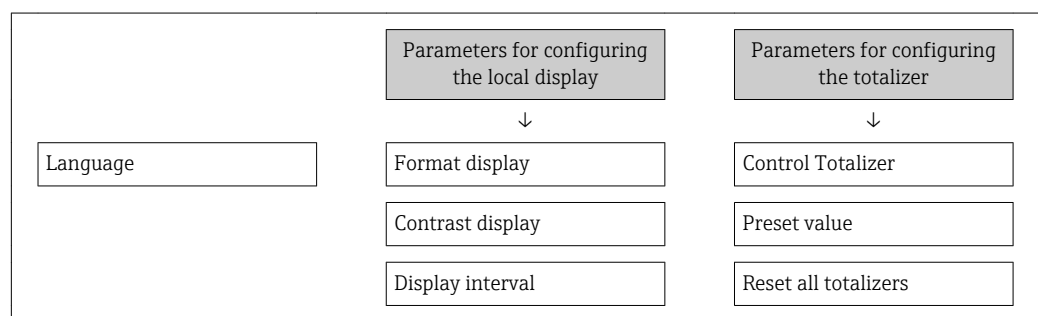 Parameters for configuring
the local display
Parameters for configuring
the totalizer
↓
↓
Language
Format display
Control Totalizer
Contrast display
Preset value
Display interval
Reset all totalizers